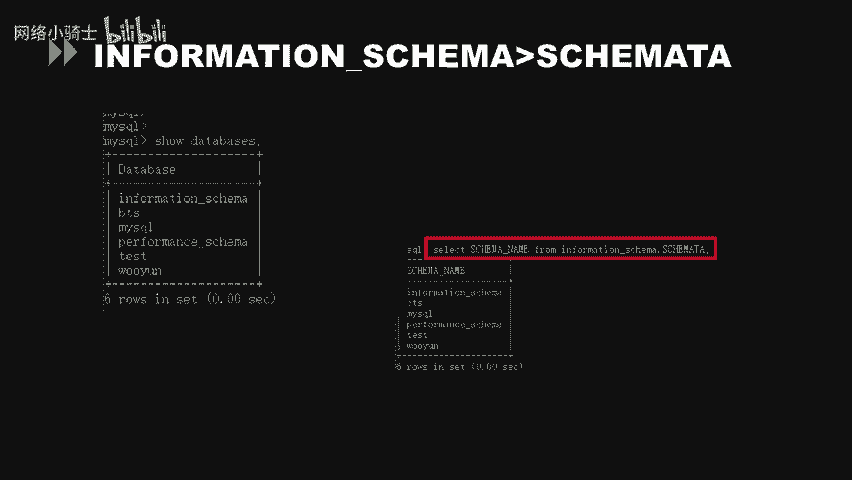 网络小骑士 bilibili
INFORMATION_SCHEMA>SCHEMATA
mysql>
mysql>
mysql> show databases;
Database
information_schema
bts
mysql
performance_schema
test
wooyun
6 rows in set (0.00 sec)
sql select SCHEMA_NAME from information_schema.SCHEMATA;
SCHEMA_NAME
information_schema
bts
mysql
performance_schema
test
wooyun
6 rows in set (0.00 sec)